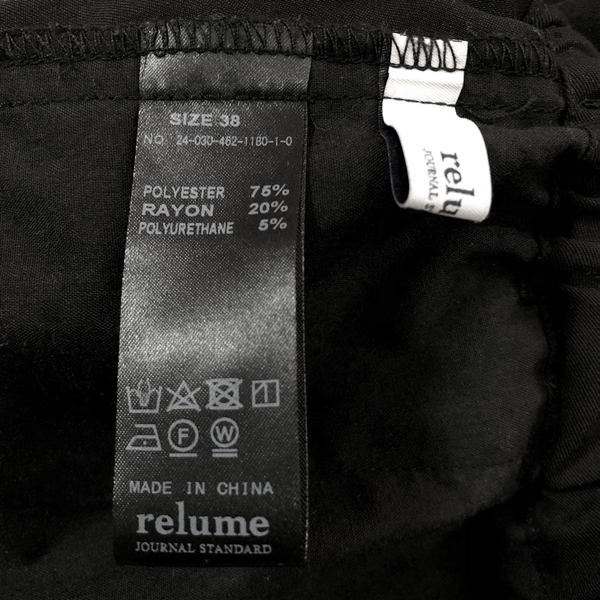 SIZE 38
NO. 24-030-462-1180-1-0
POLYESTER 75%
RAYON 20%
POLYURETHANE 5%
F W
MADE IN CHINA
relume
JOURNAL STANDARD
relu
JOURNAL S